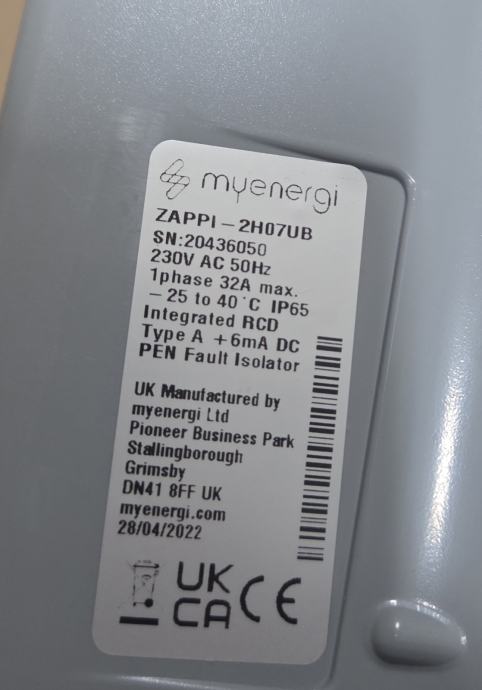 myenergi
ZAPPI - 2H07UB
SN:20436050
230V AC 50Hz
1phase 32A max.
- 25 to 40°C IP65
Integrated RCD
Type A +6mA DC
PEN Fault Isolator
UK Manufactured by
myenergi Ltd
Pioneer Business Park
Stallingborough
Grimsby
DN41 8FF UK
myenergi.com
28/04/2022
UK
CA CE